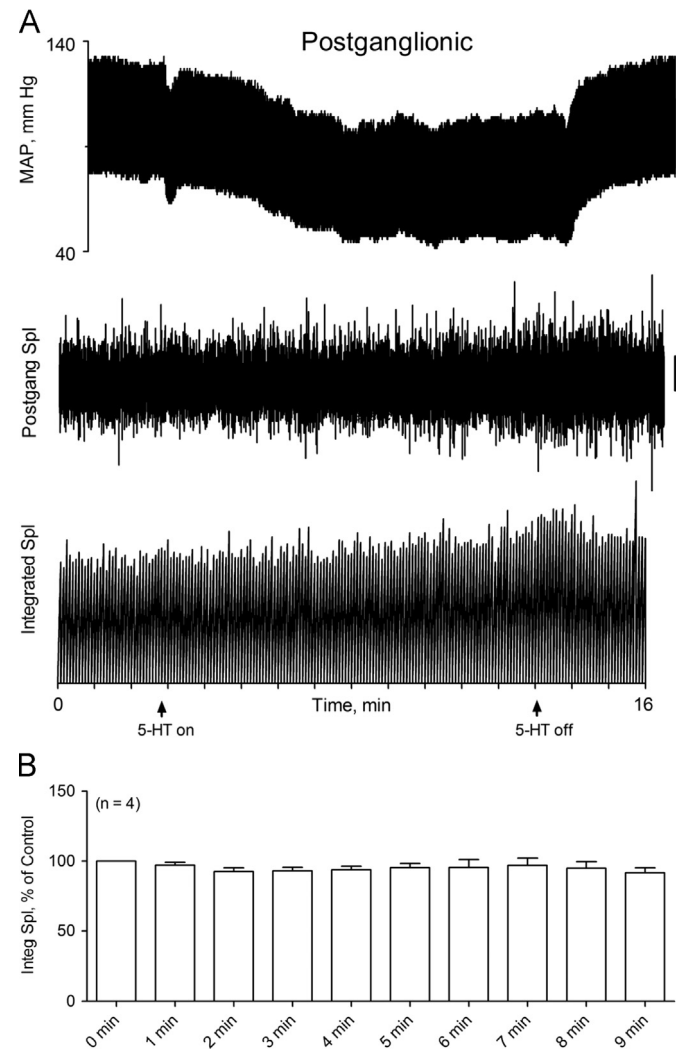 A
Postganglionic
140
MAP, mm Hg
40
Postgang Spl
Integrated Spl
0
Time, min
16
5-HT on
5-HT off
B
150
(n = 4)
100
Integ Spl, % of Control
50
0
0 min
1 min
2 min
3 min
4 min
5 min
6 min
7 min
8 min
9 min